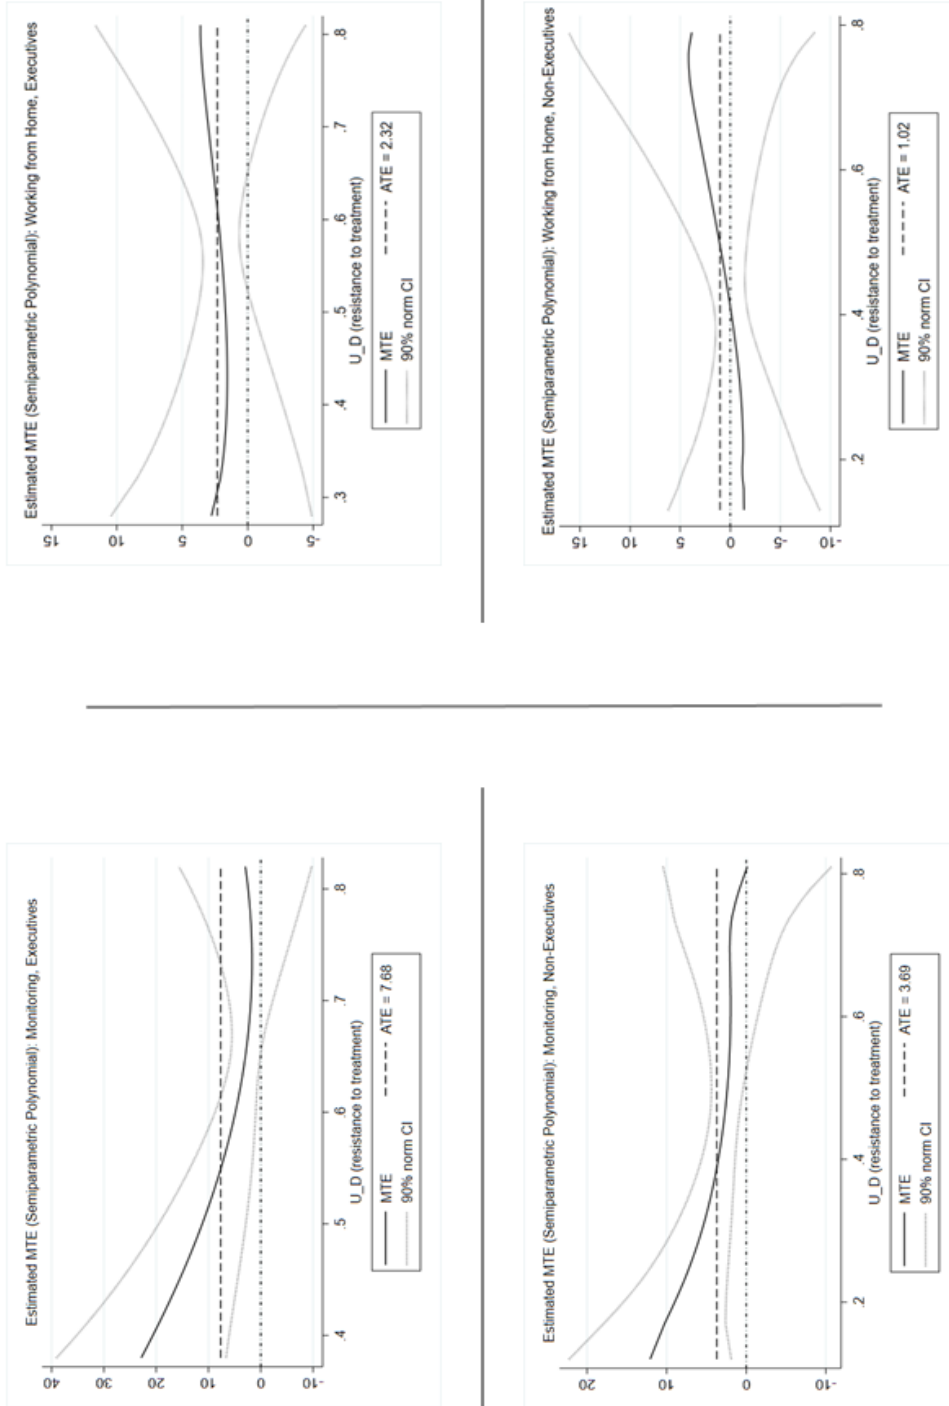 Estimated MTE (Semiparametric Polynomial): Monitoring, Executives
40
30
20
10
0
-10
.4 .5 .6 .7 .8
U_D (resistance to treatment)
MTE ATE = 7.68
90% norm CI
Estimated MTE (Semiparametric Polynomial): Working from Home, Executives
15
10
5
0
-5
.3 .4 .5 .6 .7 .8
U_D (resistance to treatment)
MTE ATE = 2.32
90% norm CI
Estimated MTE (Semiparametric Polynomial): Monitoring, Non-Executives
20
10
0
-10
.2 .4 .6 .8
U_D (resistance to treatment)
MTE ATE = 3.69
90% norm CI
Estimated MTE (Semiparametric Polynomial): Working from Home, Non-Executives
15
10
5
0
-5
-10
.2 .4 .6 .8
U_D (resistance to treatment)
MTE ATE = 1.02
90% norm CI